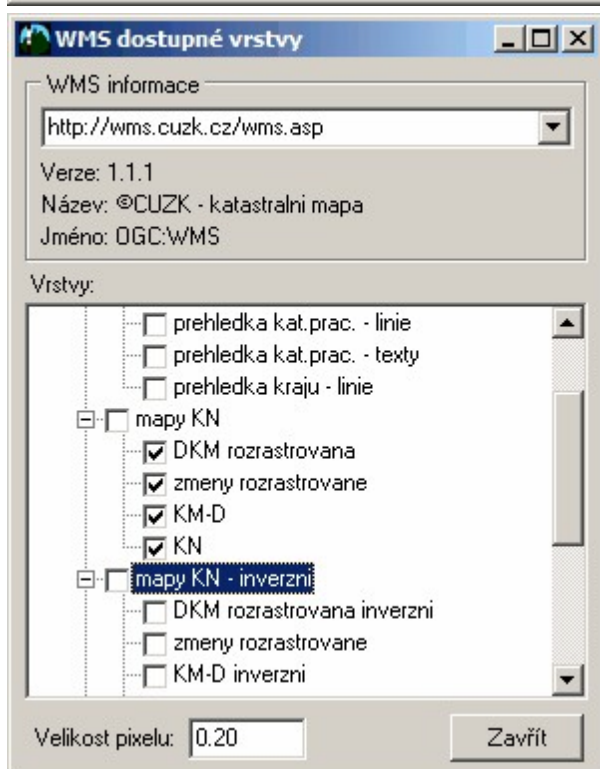 WMS dostupné vrstvy
WMS informace
http://wms.cuzk.cz/wms.asp
Verze: 1.1.1
Název: ©CUZK - katastralni mapa
Jméno: OGC:WMS
Vrstvy:
prehledka kat.prac. - linie
prehledka kat.prac. - texty
prehledka kraju - linie
mapy KN
DKM rozrastrovana
zmeny rozrastrovane
KM-D
KN
mapy KN - inverzni
DKM rozrastrovana inverzni
zmeny rozrastrovane
KM-D inverzni
Velikost pixelu: 0.20 Zavřít